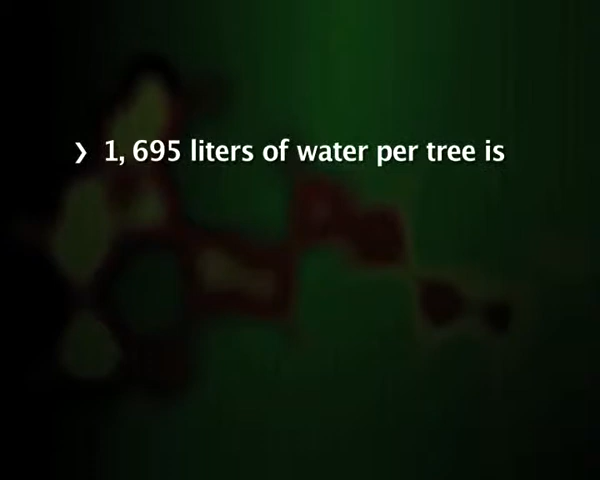 ❯ 1, 695 liters of water per tree is